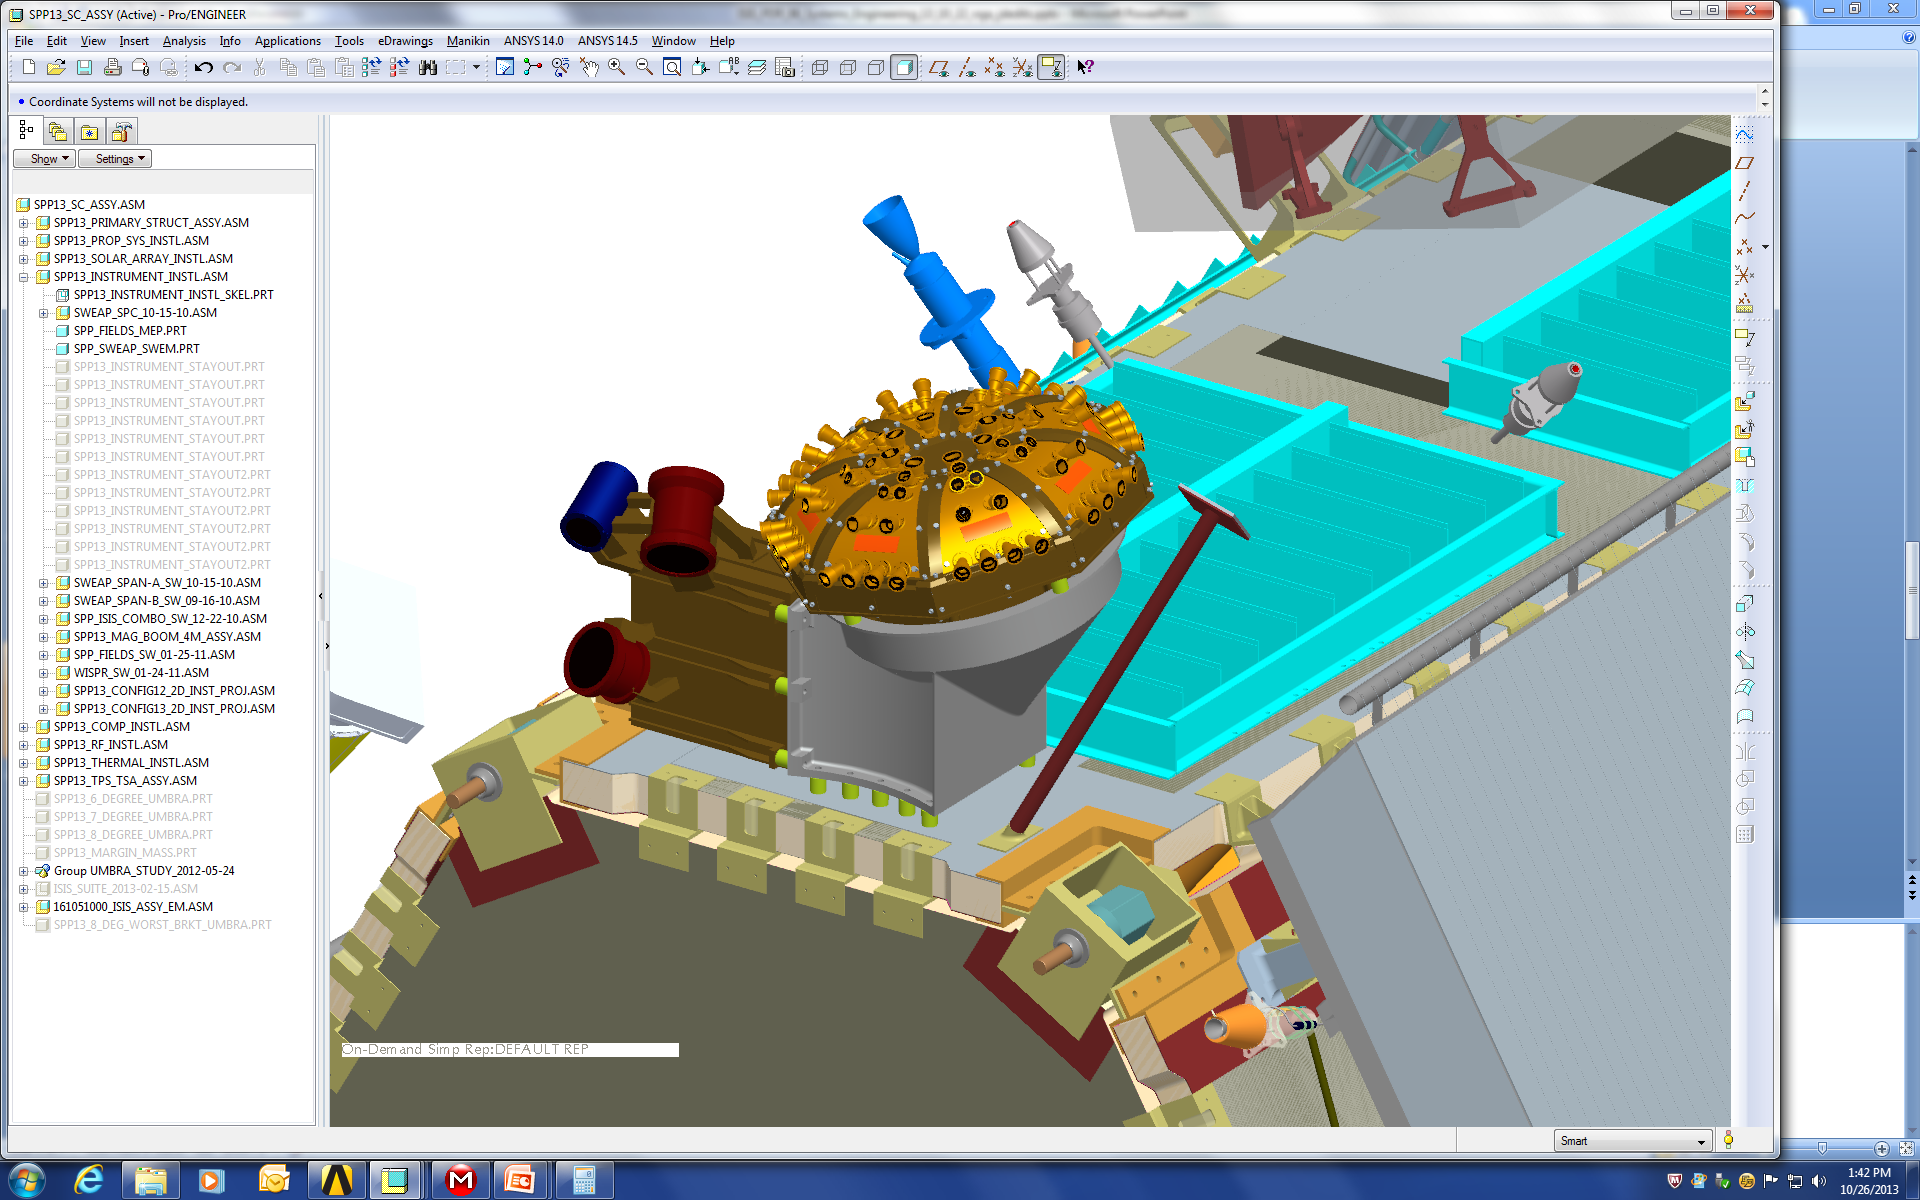 SPP13_SC_ASSY (Active) - Pro/ENGINEER
File Edit View Insert Analysis Info Applications Tools eDrawings Manikin ANSYS 14.0 ANSYS 14.5 Window Help
Coordinate Systems will not be displayed.
Show Settings
SPP13_SC_ASSY.ASM
SPP13_PRIMARY_STRUCT_ASSY.ASM
SPP13_PROP_SYS_INSTL.ASM
SPP13_SOLAR_ARRAY_INSTL.ASM
SPP13_INSTRUMENT_INSTL.ASM
SPP13_INSTRUMENT_INSTL_SKEL.PRT
SWEAP_SPC_10-15-10.ASM
SPP_FIELDS_MEP.PRT
SPP_SWEAP_SWEM.PRT
SPP13_INSTRUMENT_STAYOUT.PRT
SPP13_INSTRUMENT_STAYOUT.PRT
SPP13_INSTRUMENT_STAYOUT.PRT
SPP13_INSTRUMENT_STAYOUT.PRT
SPP13_INSTRUMENT_STAYOUT.PRT
SPP13_INSTRUMENT_STAYOUT.PRT
SPP13_INSTRUMENT_STAYOUT2.PRT
SPP13_INSTRUMENT_STAYOUT2.PRT
SPP13_INSTRUMENT_STAYOUT2.PRT
SPP13_INSTRUMENT_STAYOUT2.PRT
SPP13_INSTRUMENT_STAYOUT2.PRT
SPP13_INSTRUMENT_STAYOUT2.PRT
SWEAP_SPAN-A_SW_10-15-10.ASM
SWEAP_SPAN-B_SW_09-16-10.ASM
SPP_ISIS_COMBO_SW_12-22-10.ASM
SPP13_MAG_BOOM_4M_ASSY.ASM
SPP_FIELDS_SW_01-25-11.ASM
WISPR_SW_01-24-11.ASM
SPP13_CONFIG12_2D_INST_PROJ.ASM
SPP13_CONFIG13_2D_INST_PROJ.ASM
SPP13_COMP_INSTL.ASM
SPP13_RF_INSTL.ASM
SPP13_THERMAL_INSTL.ASM
SPP13_TPS_TSA_ASSY.ASM
SPP13_6_DEGREE_UMBRA.PRT
SPP13_7_DEGREE_UMBRA.PRT
SPP13_8_DEGREE_UMBRA.PRT
SPP13_MARGIN_MASS.PRT
Group UMBRA_STUDY_2012-05-24
ISIS_SUITE_2013-02-15.ASM
161051000_ISIS_ASSY_EM.ASM
SPP13_8_DEG_WORST_BRKT_UMBRA.PRT
On-Demand Simp Rep:DEFAULT REP
Smart
1:42 PM
10/26/2013